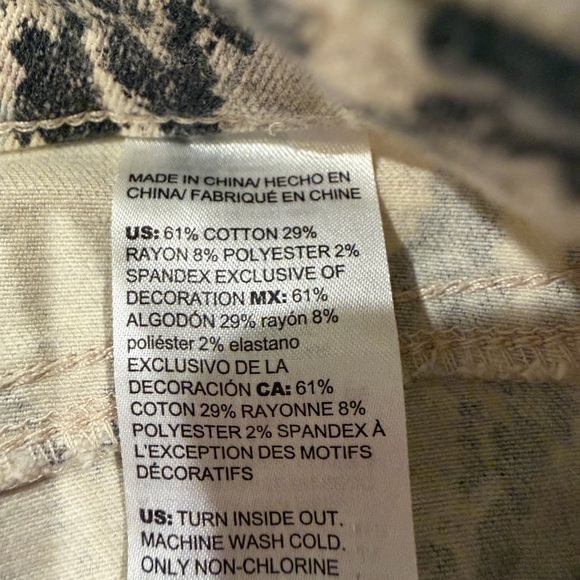 MADE IN CHINA/ HECHO EN
CHINA/ FABRIQUÉ EN CHINE
US: 61% COTTON 29%
RAYON 8% POLYESTER 2%
SPANDEX EXCLUSIVE OF
DECORATION MX: 61%
ALGODÓN 29% rayón 8%
poliéster 2% elastano
EXCLUSIVO DE LA
DECORACIÓN CA: 61%
COTON 29% RAYONNE 8%
POLYESTER 2% SPANDEX À
L'EXCEPTION DES MOTIFS
DÉCORATIFS
US: TURN INSIDE OUT.
MACHINE WASH COLD.
ONLY NON-CHLORINE